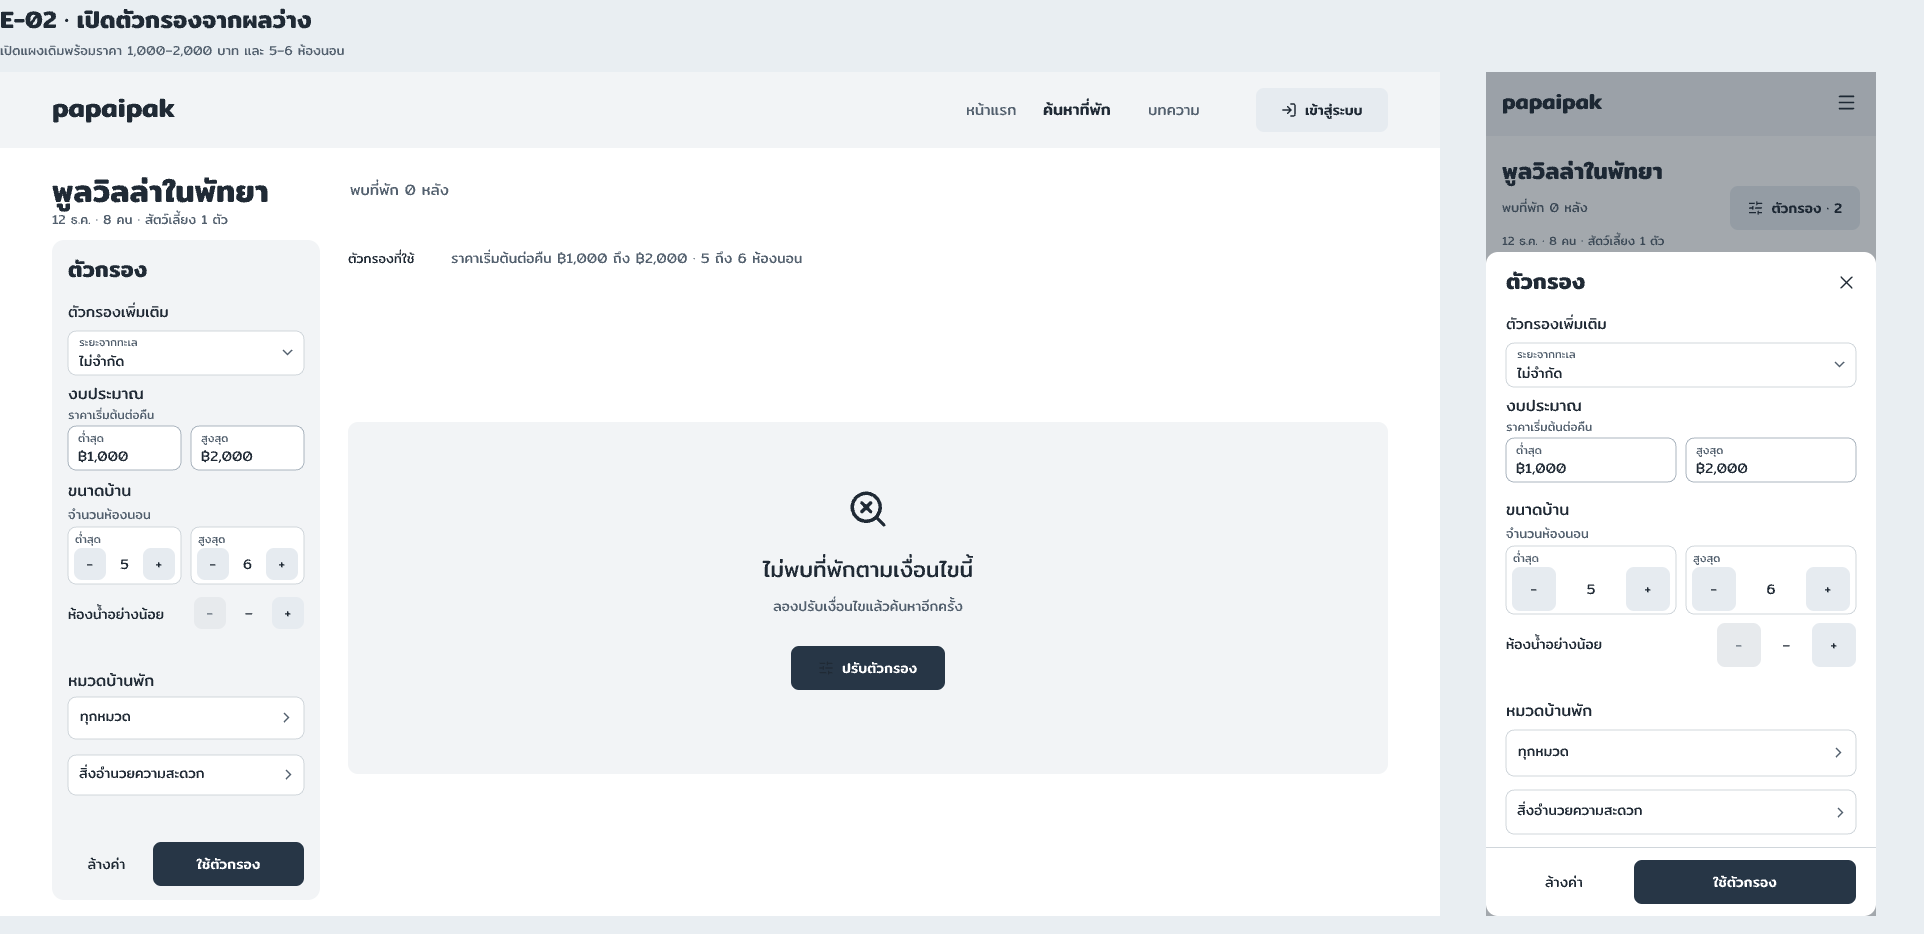 E-02 · เปิดตัวกรองจากผลว่าง
เปิดแผงเดิมพร้อมราคา 1,000–2,000 บาท และ 5–6 ห้องนอน
papaipak
หน้าแรก ค้นหาที่พัก บทความ เข้าสู่ระบบ
พูลวิลล่าในพัทยา
12 ธ.ค. · 8 คน · สัตว์เลี้ยง 1 ตัว
พบที่พัก 0 หลัง
ตัวกรองที่ใช้ ราคาเริ่มต้นต่อคืน ฿1,000 ถึง ฿2,000 · 5 ถึง 6 ห้องนอน
ตัวกรอง
ตัวกรองเพิ่มเติม
ระยะจากทะเล
ไม่จำกัด
งบประมาณ
ราคาเริ่มต้นต่อคืน
ต่ำสุด สูงสุด
฿1,000 ฿2,000
ขนาดบ้าน
จำนวนห้องนอน
ต่ำสุด สูงสุด
- 5 + - 6 +
ห้องน้ำอย่างน้อย - – +
หมวดบ้านพัก
ทุกหมวด
สิ่งอำนวยความสะดวก
ล้างค่า ใช้ตัวกรอง
ไม่พบที่พักตามเงื่อนไขนี้
ลองปรับเงื่อนไขแล้วค้นหาอีกครั้ง
ปรับตัวกรอง
papaipak
พูลวิลล่าในพัทยา
พบที่พัก 0 หลัง
ตัวกรอง · 2
12 ธ.ค. · 8 คน · สัตว์เลี้ยง 1 ตัว
ตัวกรอง
ตัวกรองเพิ่มเติม
ระยะจากทะเล
ไม่จำกัด
งบประมาณ
ราคาเริ่มต้นต่อคืน
ต่ำสุด สูงสุด
฿1,000 ฿2,000
ขนาดบ้าน
จำนวนห้องนอน
ต่ำสุด สูงสุด
- 5 + - 6 +
ห้องน้ำอย่างน้อย - – +
หมวดบ้านพัก
ทุกหมวด
สิ่งอำนวยความสะดวก
ล้างค่า ใช้ตัวกรอง